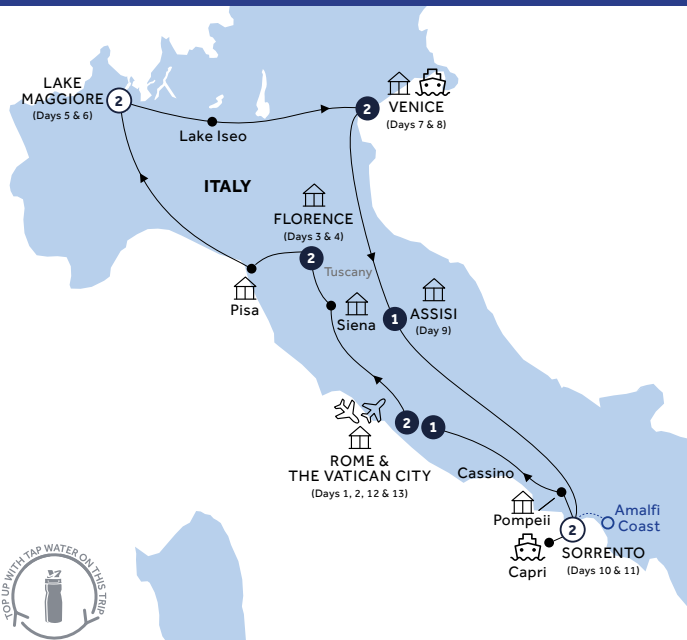 LAKE
MAGGIORE
2
(Days 5 & 6)
Lake Iseo
2
VENICE
(Days 7 & 8)
ITALY
FLORENCE
(Days 3 & 4)
2
Tuscany
Pisa
Siena
1
ASSISI
(Day 9)
2
1
ROME &
THE VATICAN CITY
(Days 1, 2, 12 & 13)
Cassino
Pompeii
Amalfi
Coast
2
Capri
SORRENTO
(Days 10 & 11)
TOP UP WITH TAP WATER ON THIS TRIP